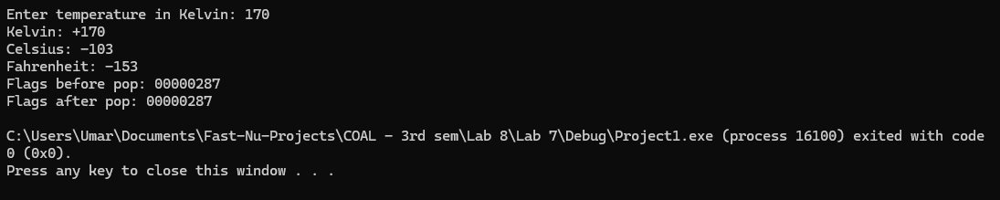 Enter temperature in Kelvin: 170
Kelvin: +170
Celsius: -103
Fahrenheit: -153
Flags before pop: 00000287
Flags after pop: 00000287
C:\Users\Umar\Documents\Fast-Nu-Projects\COAL - 3rd sem\Lab 8\Lab 7\Debug\Project1.exe (process 16100) exited with code
0 (0x0).
Press any key to close this window . . .